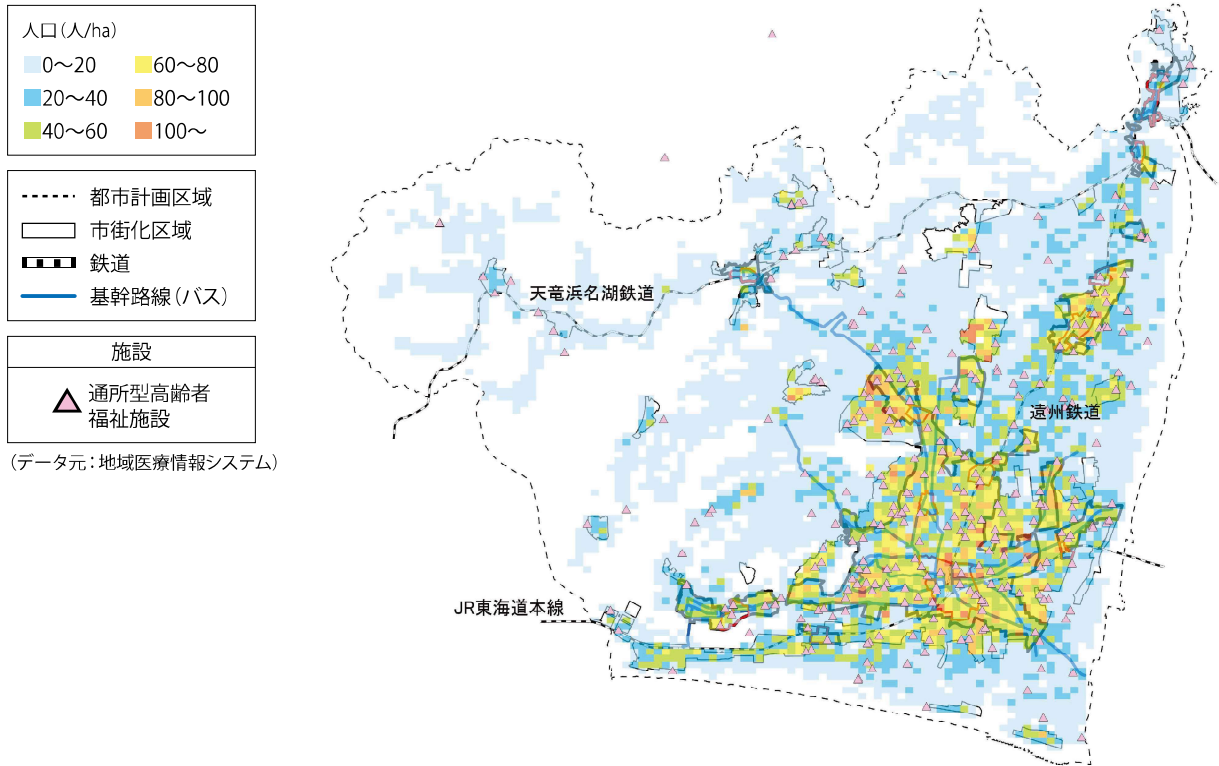 人口(人/ha)
0～20
60～80
20～40
80～100
40～60
100～
都市計画区域
市街化区域
鉄道
基幹路線(バス)
施設
通所型高齢者
福祉施設
(データ元:地域医療情報システム)
天竜浜名湖鉄道
遠州鉄道
JR東海道本線